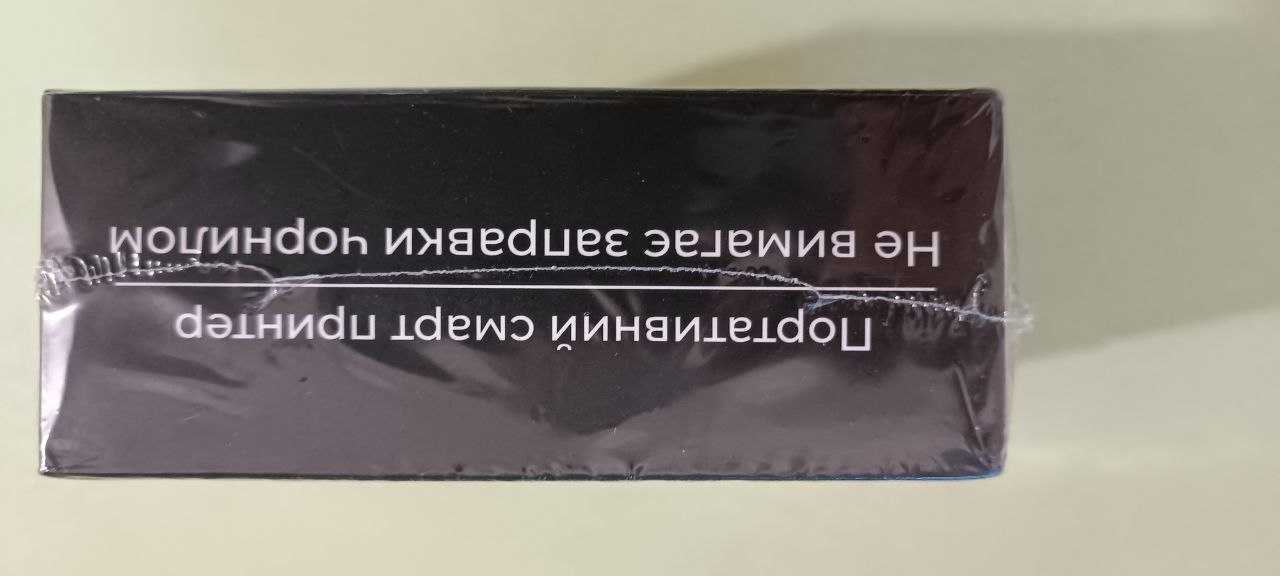 Портативний смарт принтер
Не вимагає заправки чорнилом